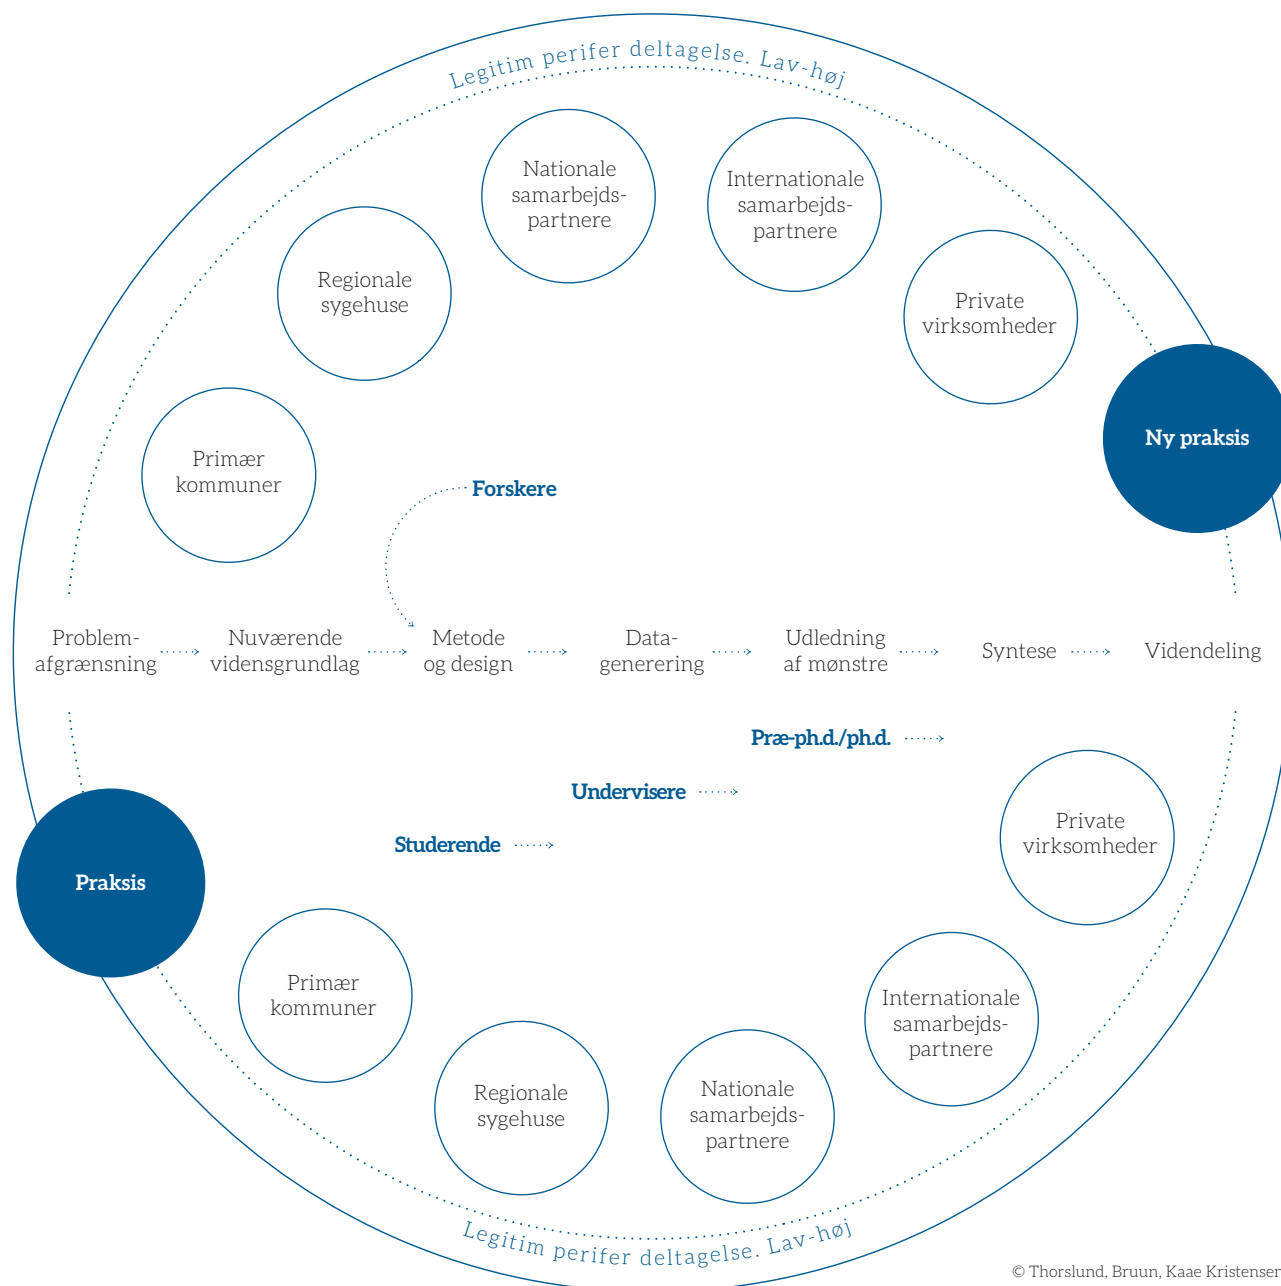 Legitim perifer deltagelse. Lav-høj
Nationale
samarbejds-
partnere
Internationale
samarbejds-
partnere
Regionale
sygehuse
Private
virksomheder
Ny praksis
Primær
kommuner
Forskere
Problem-
afgrænsning
Nuværende
vidensgrundlag
Metode
og design
Data-
generering
Udledning
af mønstre
Syntese
Videndeling
Præ-ph.d./ph.d.
Undervisere
Studerende
Private
virksomheder
Praksis
Primær
kommuner
Internationale
samarbejds-
partnere
Regionale
sygehuse
Nationale
samarbejds-
partnere
Legitim perifer deltagelse. Lav-høj
© Thorslund, Bruun, Kaae Kristensen